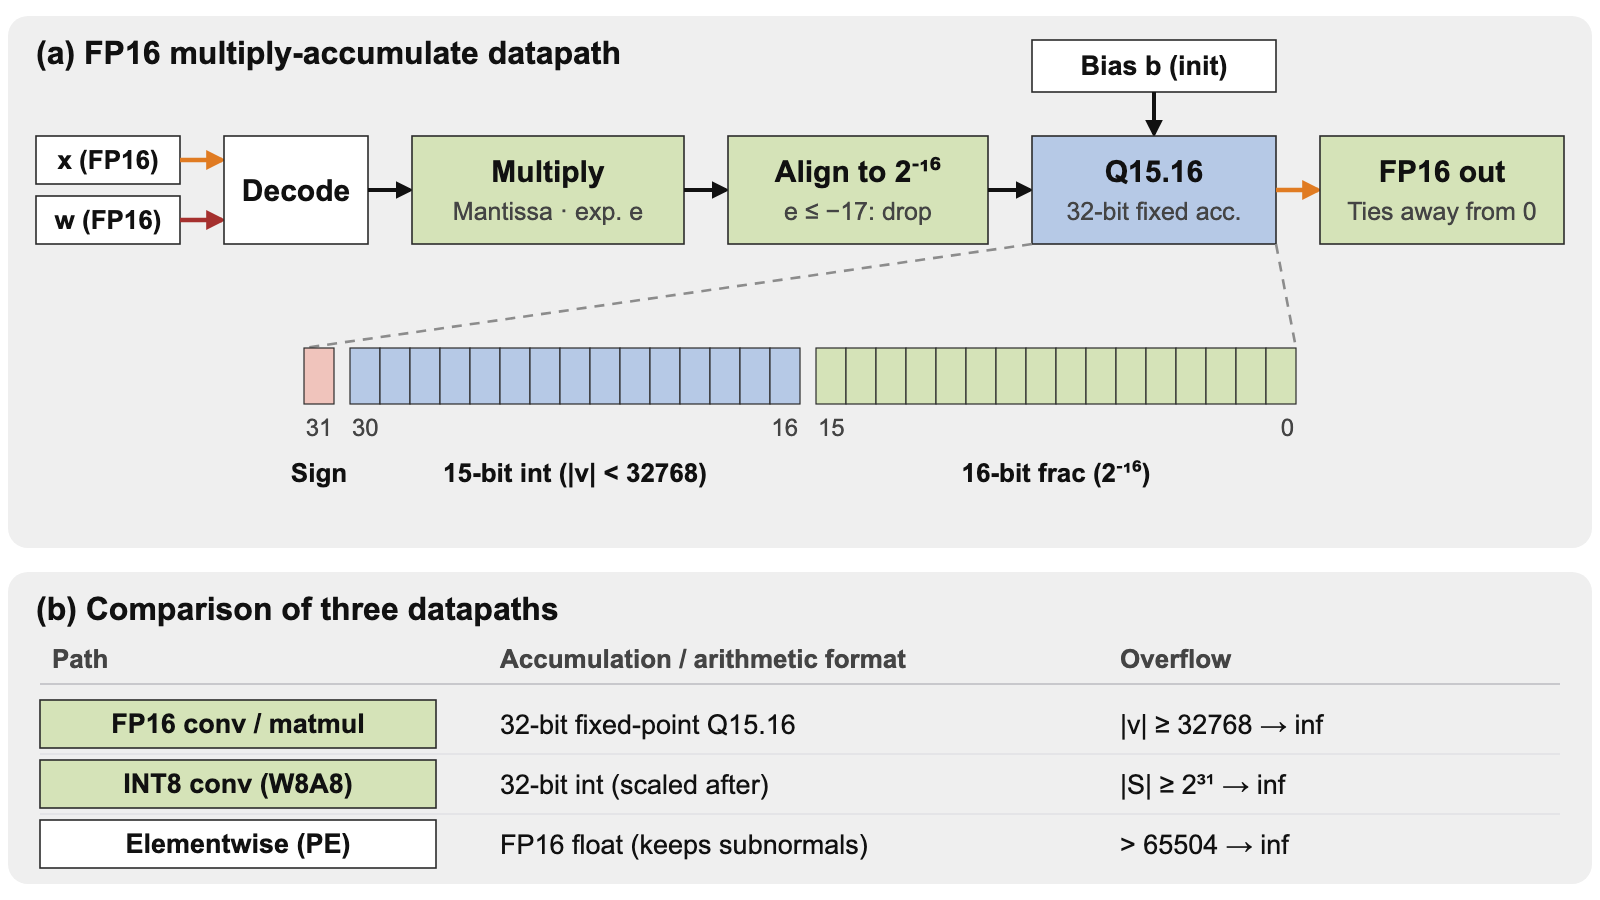 (a) FP16 multiply-accumulate datapath
Bias b (init)
x (FP16)
w (FP16)
Decode
Multiply
Mantissa · exp. e
Align to 2⁻¹⁶
e ≤ −17: drop
Q15.16
32-bit fixed acc.
FP16 out
Ties away from 0
31 30 16 15 0
Sign 15-bit int (|v| < 32768) 16-bit frac (2⁻¹⁶)
(b) Comparison of three datapaths
Path Accumulation / arithmetic format Overflow
FP16 conv / matmul 32-bit fixed-point Q15.16 |v| ≥ 32768 → inf
INT8 conv (W8A8) 32-bit int (scaled after) |S| ≥ 2³¹ → inf
Elementwise (PE) FP16 float (keeps subnormals) > 65504 → inf